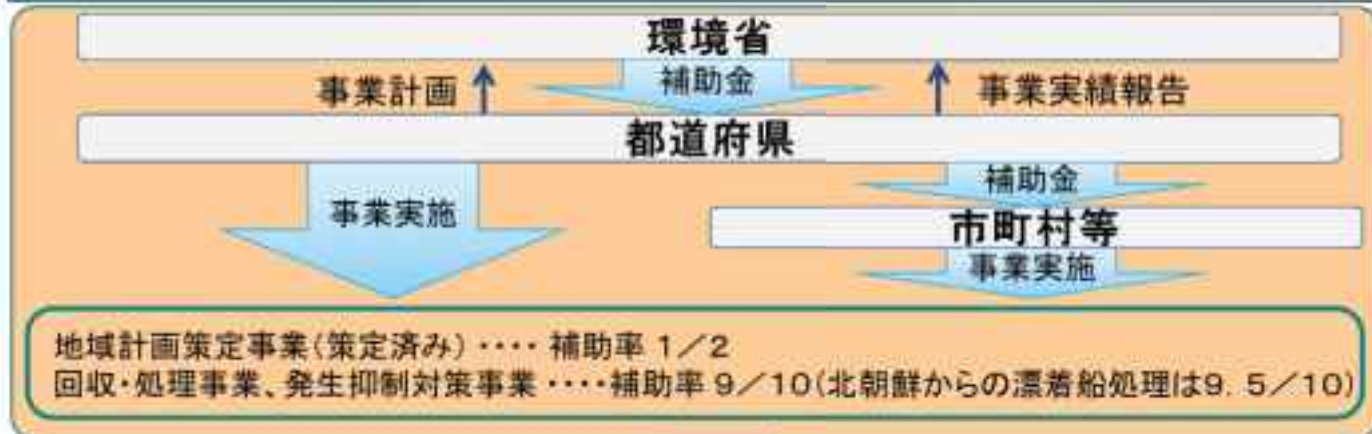 環境省
事業計画
補助金
事業実績報告
都道府県
補助金
事業実施
市町村等
事業実施
地域計画策定事業(策定済み)‥‥ 補助率 1/2
回収・処理事業、発生抑制対策事業 ‥‥補助率 9/10(北朝鮮からの漂着船処理は9.5/10)